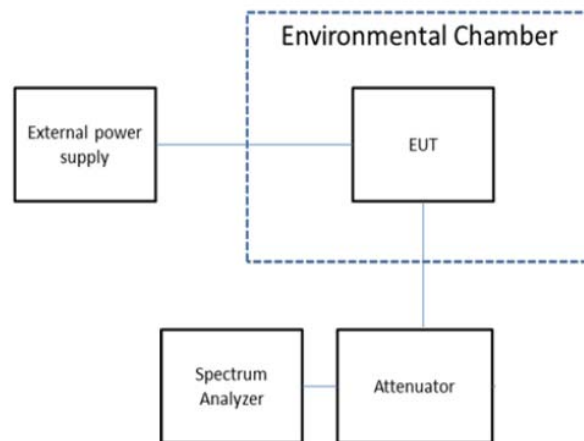 Environmental Chamber
External power
supply
EUT
Spectrum
Analyzer
Attenuator